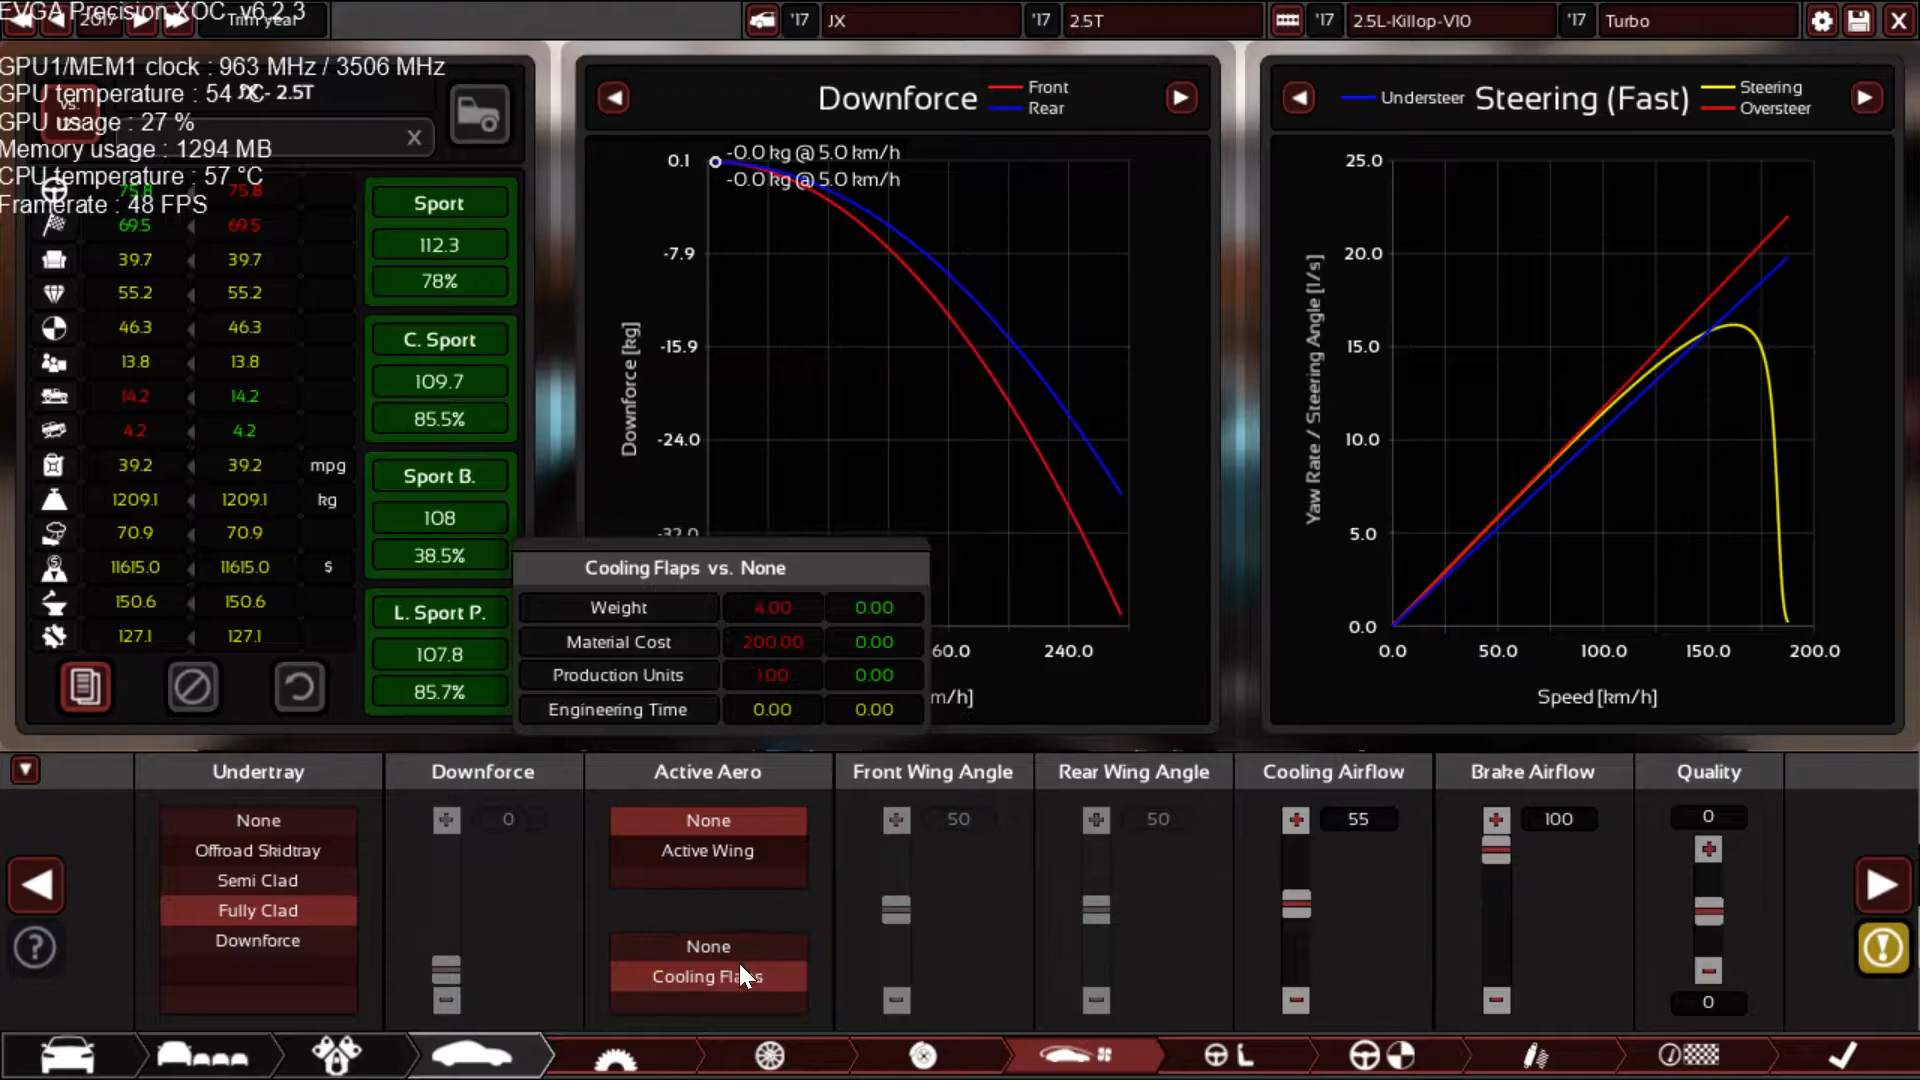 EVGA Precision XOC v6.2.3
2017
Trim year
'17 JX '17 2.5T
'17 2.5L-Killop-V10 '17 Turbo
GPU1/MEM1 clock : 963 MHz / 3506 MHz
GPU temperature : 54 °C
JX - 2.5T
vs.
GPU usage : 27 %
Memory usage : 1294 MB
CPU temperature : 57 °C
Framerate : 48 FPS
75.8 75.8
69.5 69.5
39.7 39.7
55.2 55.2
46.3 46.3
13.8 13.8
14.2 14.2
4.2 4.2
39.2 39.2 mpg
1209.1 1209.1 kg
70.9 70.9
11615.0 11615.0 $
150.6 150.6
127.1 127.1
Sport
112.3
78%
C. Sport
109.7
85.5%
Sport B.
108
38.5%
L. Sport P.
107.8
85.7%
Downforce
Front
Rear
-0.0 kg @ 5.0 km/h
-0.0 kg @ 5.0 km/h
0.1
-7.9
-15.9
-24.0
-32.0
Downforce [kg]
60.0 240.0
m/h]
Cooling Flaps vs. None
Weight 4.00 0.00
Material Cost 200.00 0.00
Production Units 100 0.00
Engineering Time 0.00 0.00
Understeer
Steering (Fast)
Steering
Oversteer
25.0
20.0
15.0
10.0
5.0
0.0
Yaw Rate / Steering Angle [1/s]
0.0 50.0 100.0 150.0 200.0
Speed [km/h]
Undertray
None
Offroad Skidtray
Semi Clad
Fully Clad
Downforce
Downforce
0
Active Aero
None
Active Wing
None
Cooling Flaps
Front Wing Angle
50
Rear Wing Angle
50
Cooling Airflow
55
Brake Airflow
100
Quality
0
0